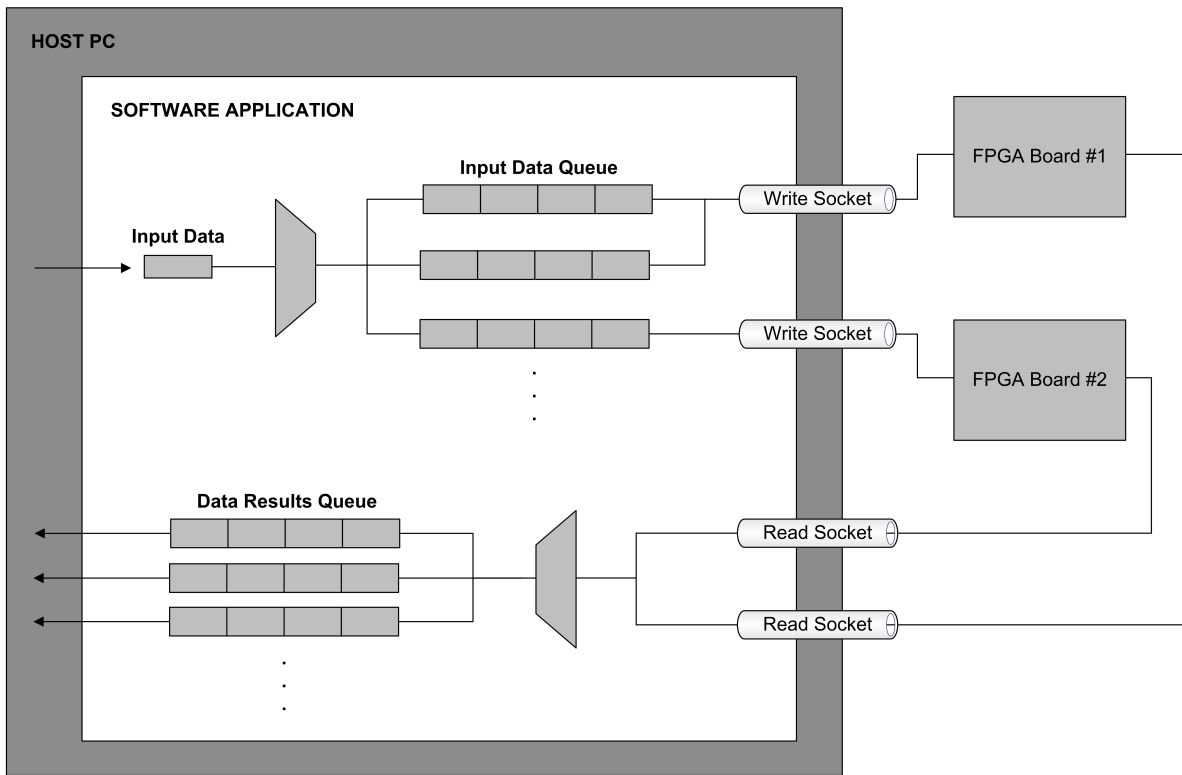 HOST PC
SOFTWARE APPLICATION
Input Data Queue
Input Data
Write Socket
FPGA Board #1
Write Socket
FPGA Board #2
Data Results Queue
Read Socket
Read Socket